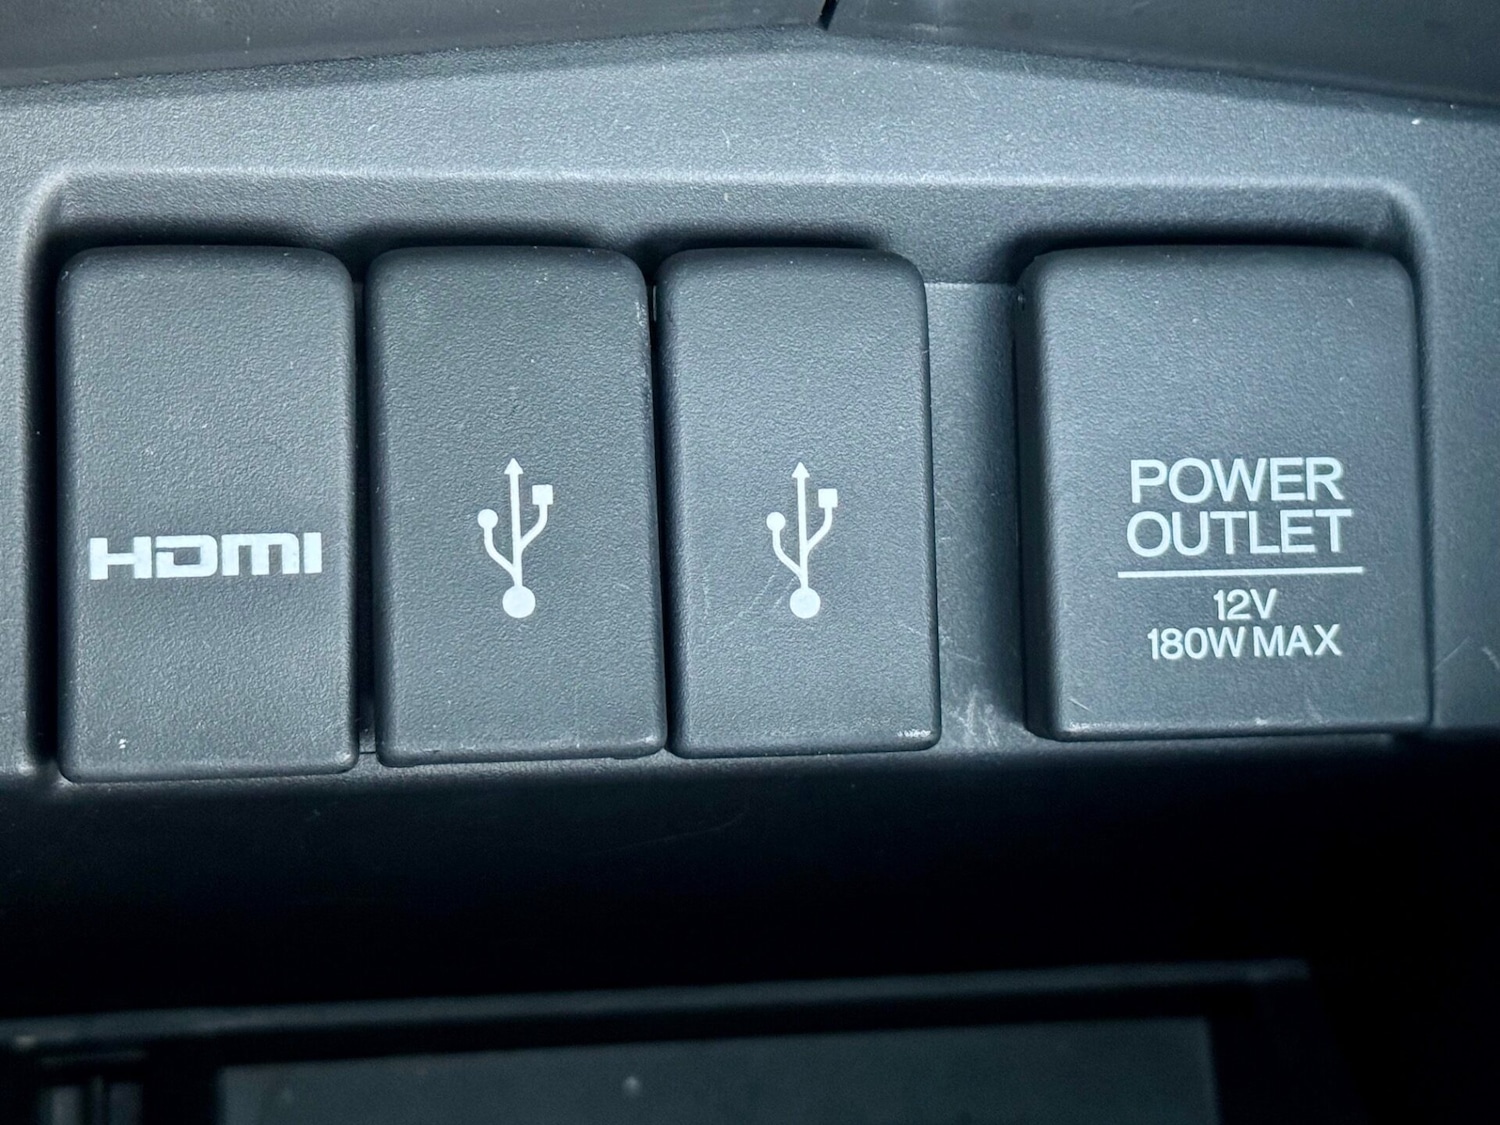 HDMI
POWER
OUTLET
12V
180W MAX